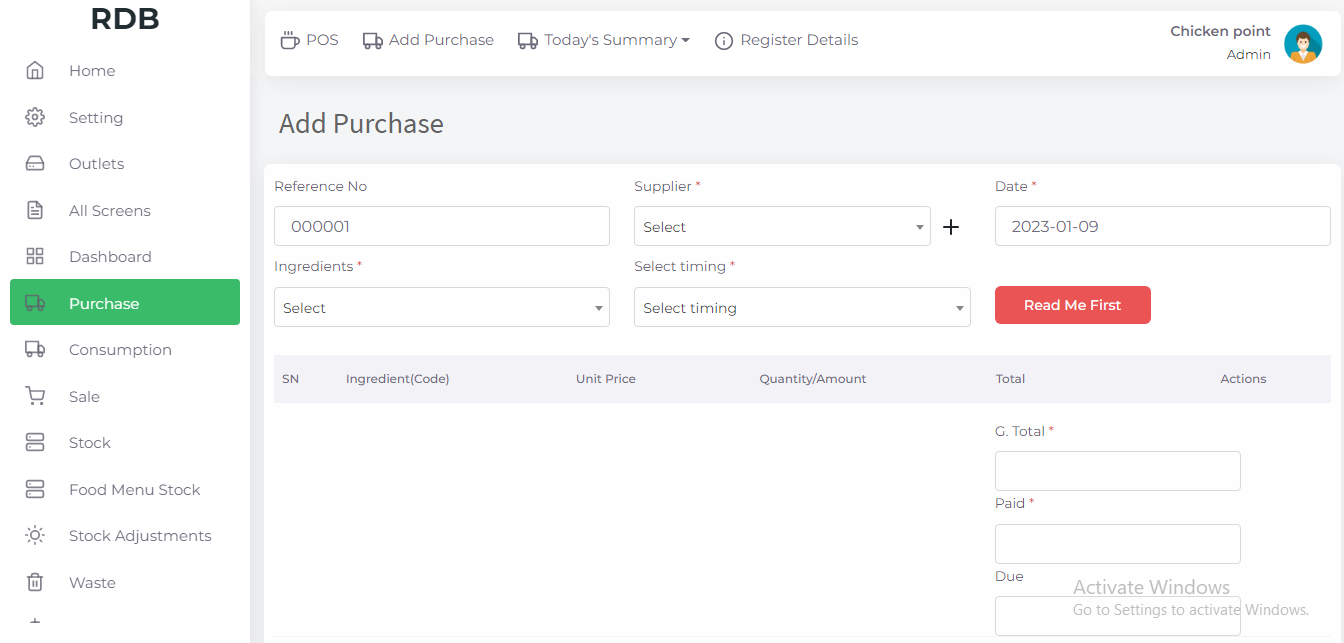 RDB
Home
Setting
Outlets
All Screens
Dashboard
Purchase
Consumption
Sale
Stock
Food Menu Stock
Stock Adjustments
Waste
POS Add Purchase Today's Summary Register Details
Chicken point
Admin
Add Purchase
Reference No Supplier * Date *
000001 Select 2023-01-09
Ingredients * Select timing *
Select Select timing Read Me First
SN Ingredient(Code) Unit Price Quantity/Amount Total Actions
G. Total *
Paid *
Due
Activate Windows
Go to Settings to activate Windows.